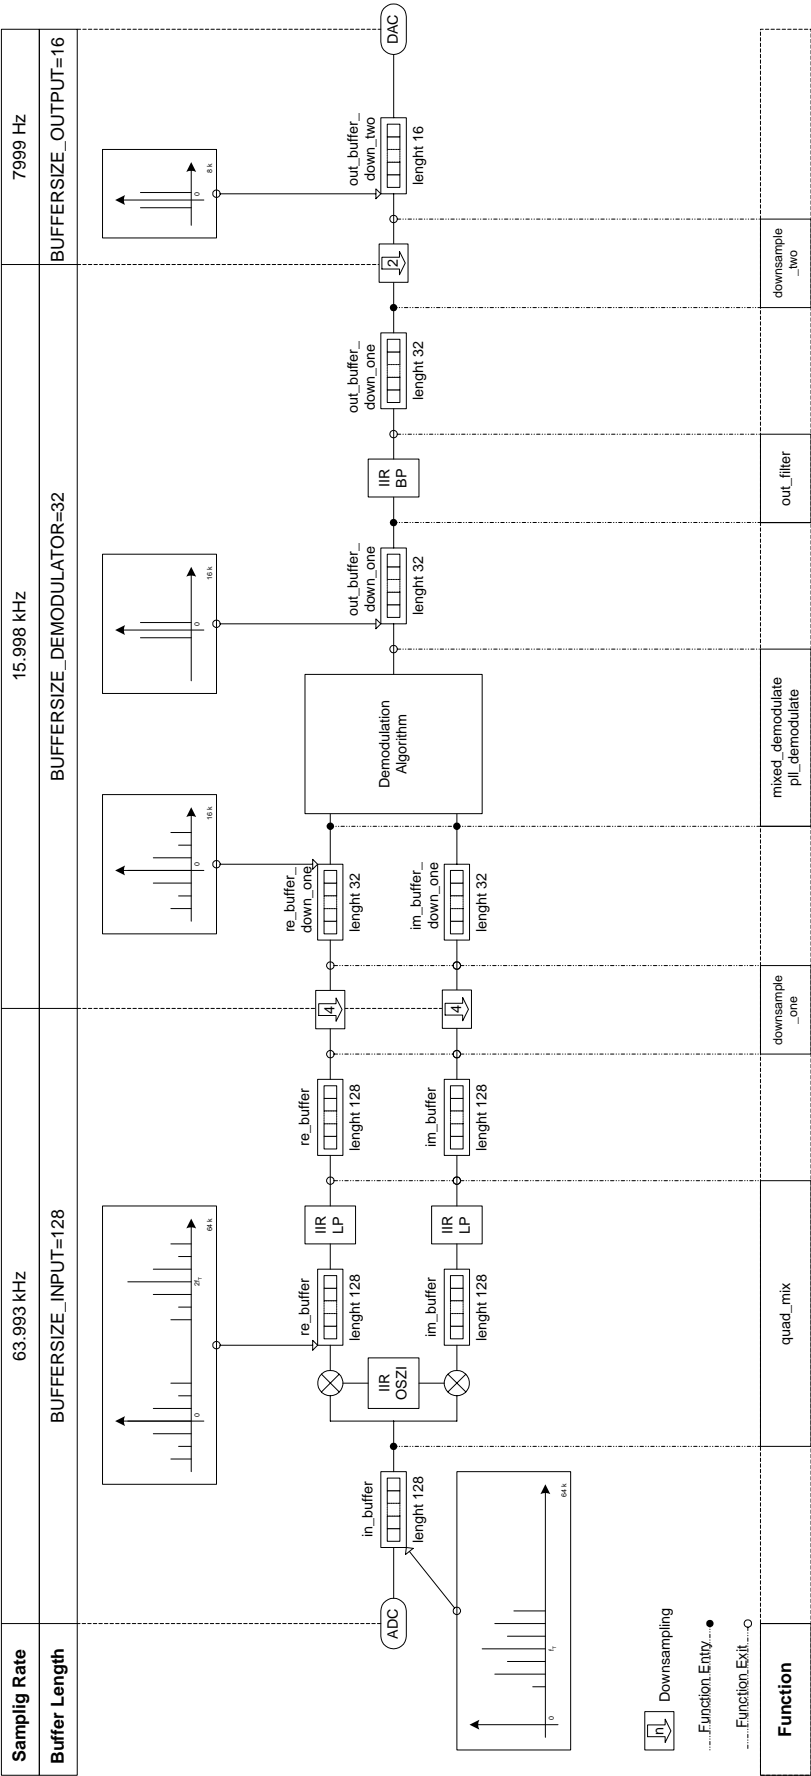 Samplig Rate
63.993 kHz
15.998 kHz
7999 Hz
Buffer Length
BUFFERSIZE_INPUT=128
BUFFERSIZE_DEMODULATOR=32
BUFFERSIZE_OUTPUT=16
0
2fT
64 k
0
16 k
0
16 k
0
8 k
ADC
in_buffer
lenght 128
0
fT
64 k
IIR
OSZI
re_buffer
lenght 128
im_buffer
lenght 128
IIR
LP
IIR
LP
re_buffer
lenght 128
im_buffer
lenght 128
4
4
re_buffer_
down_one
lenght 32
im_buffer_
down_one
lenght 32
Demodulation
Algorithm
out_buffer_
down_one
lenght 32
IIR
BP
out_buffer_
down_one
lenght 32
2
out_buffer_
down_two
lenght 16
DAC
n
Downsampling
Function Entry
Function Exit
Function
quad_mix
downsample
_one
mixed_demodulate
pll_demodulate
out_filter
downsample
_two